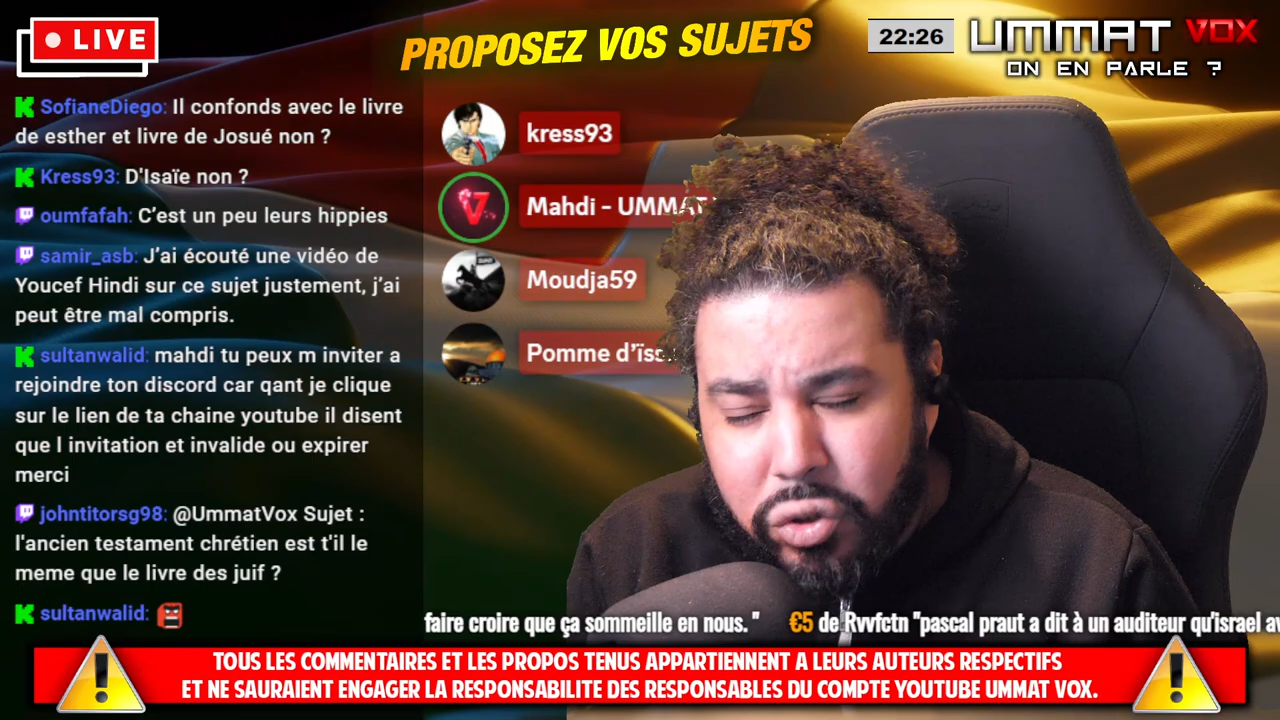 LIVE
PROPOSEZ VOS SUJETS
22:26
UMMAT VOX
ON EN PARLE ?
SofianeDiego: Il confonds avec le livre
de esther et livre de Josué non ?
Kress93: D'Isaïe non ?
oumfafah: C'est un peu leurs hippies
samir_asb: J'ai écouté une vidéo de
Youcef Hindi sur ce sujet justement, j'ai
peut être mal compris.
sultanwalid: mahdi tu peux m inviter a
rejoindre ton discord car qant je clique
sur le lien de ta chaine youtube il disent
que l invitation et invalide ou expirer
merci
johntitorsg98: @UmmatVox Sujet :
l'ancien testament chrétien est t'il le
meme que le livre des juif ?
sultanwalid:
kress93
Mahdi - UMMAT
Moudja59
Pomme d'ïss
faire croire que ça sommeille en nous. " €5 de Rvvfctn "pascal praut a dit à un auditeur qu'israel av
TOUS LES COMMENTAIRES ET LES PROPOS TENUS APPARTIENNENT A LEURS AUTEURS RESPECTIFS
ET NE SAURAIENT ENGAGER LA RESPONSABILITE DES RESPONSABLES DU COMPTE YOUTUBE UMMAT VOX.